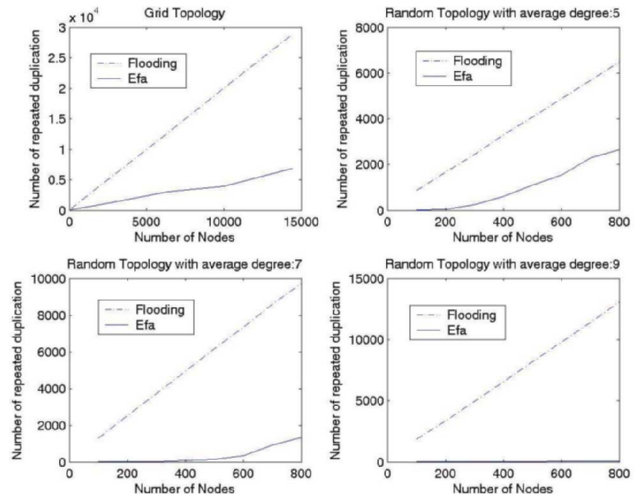 Grid Topology
x 10^4
3
2.5
2
1.5
1
0.5
0
Number of repeated duplication
Flooding
Efa
0 5000 10000 15000
Number of Nodes
Random Topology with average degree:5
8000
6000
4000
2000
0
Number of repeated duplication
Flooding
Efa
0 200 400 600 800
Number of Nodes
Random Topology with average degree:7
10000
8000
6000
4000
2000
0
Number of repeated duplication
Flooding
Efa
0 200 400 600 800
Number of Nodes
Random Topology with average degree:9
15000
10000
5000
0
Number of repeated duplication
Flooding
Efa
0 200 400 600 800
Number of Nodes